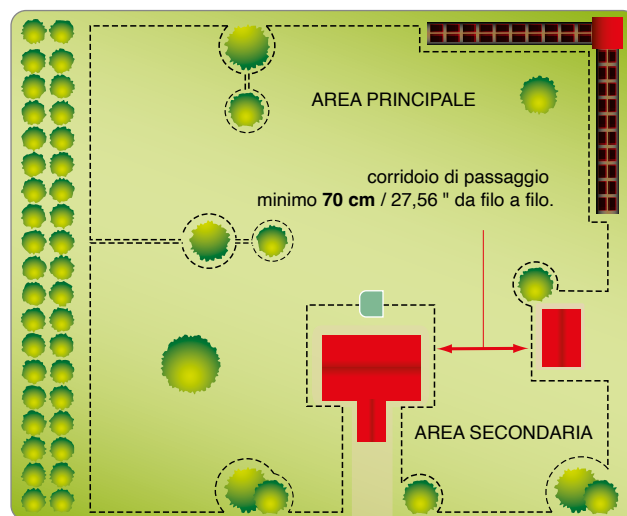 AREA PRINCIPALE
corridoio di passaggio
minimo 70 cm / 27,56 " da filo a filo.
AREA SECONDARIA